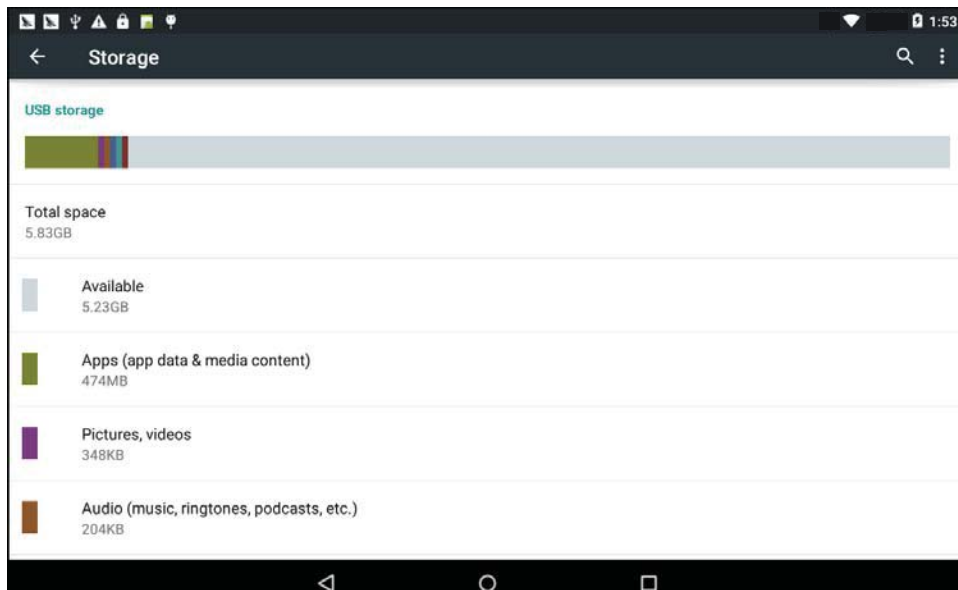 1:53
Storage
USB storage
Total space
5.83GB
Available
5.23GB
Apps (app data & media content)
474MB
Pictures, videos
348KB
Audio (music, ringtones, podcasts, etc.)
204KB